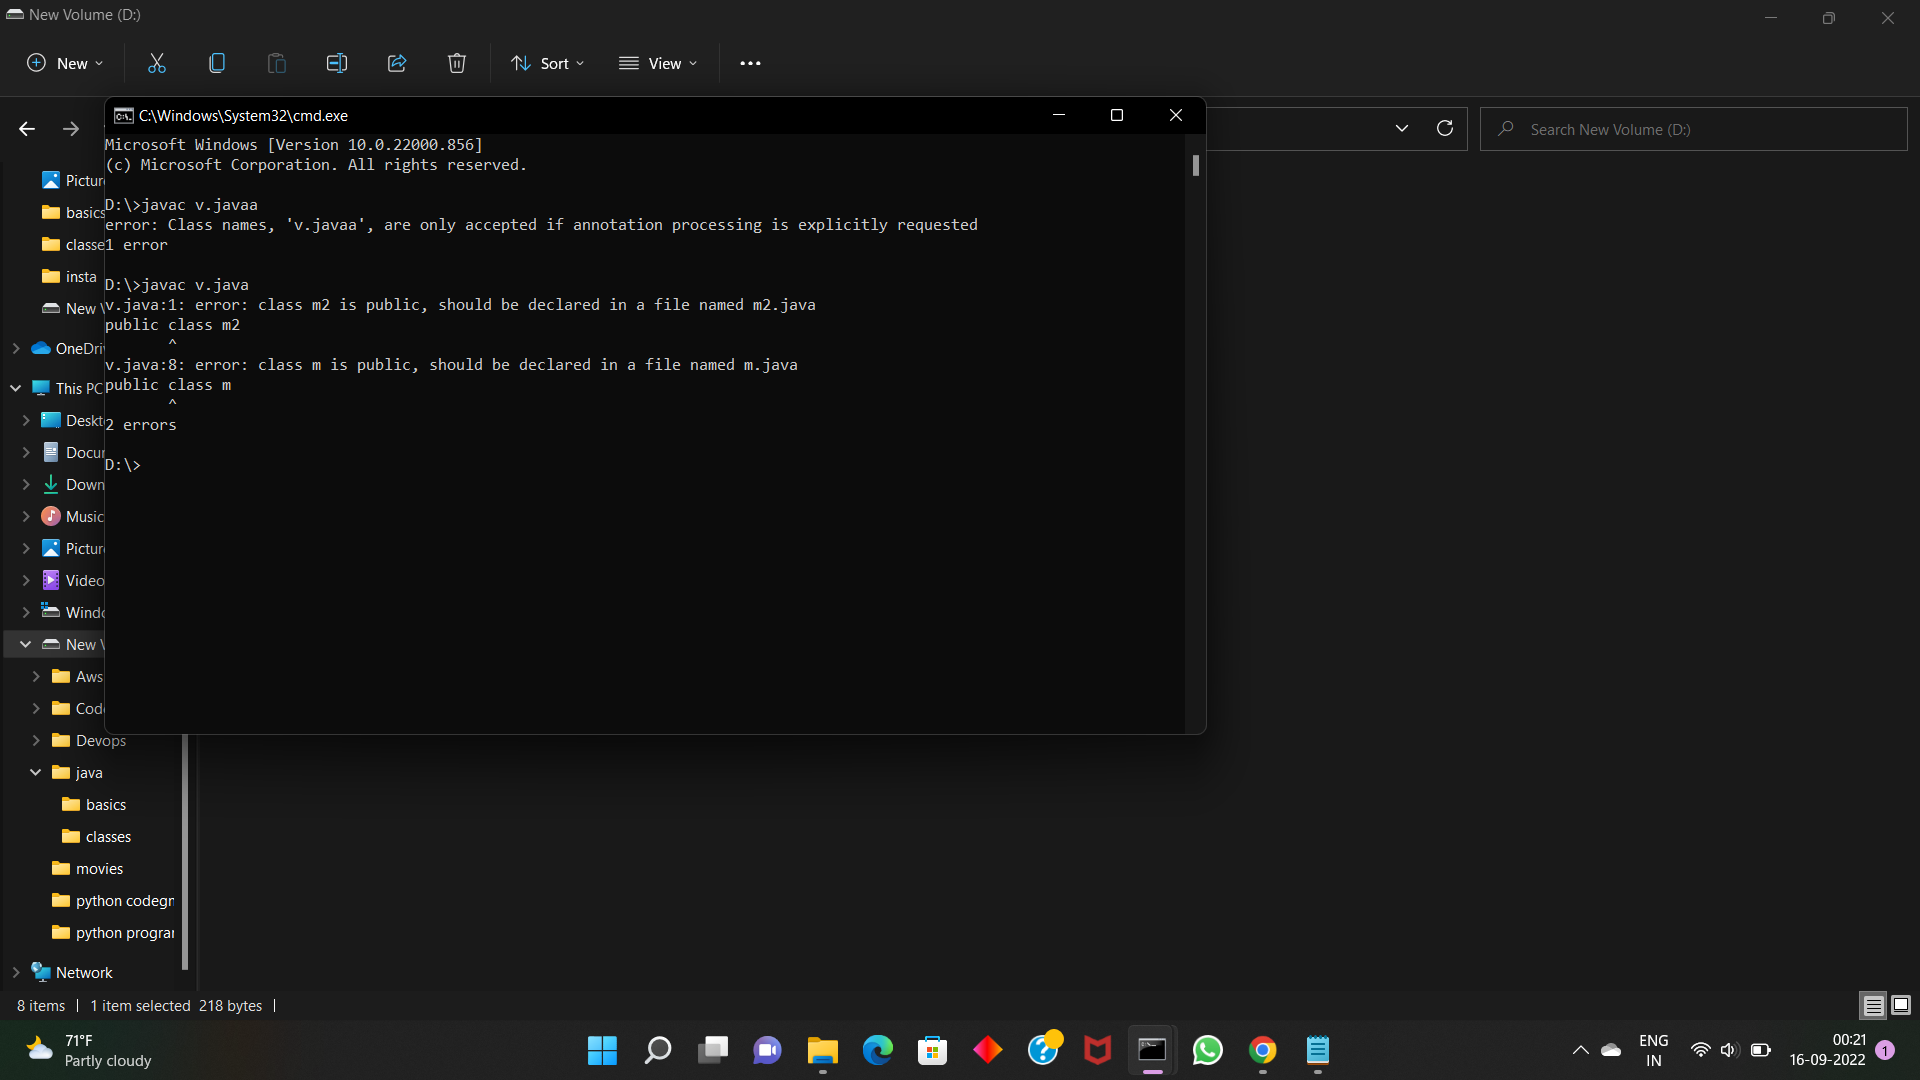 New Volume (D:)
New
Sort
View
C:\Windows\System32\cmd.exe
Search New Volume (D:)
Microsoft Windows [Version 10.0.22000.856]
(c) Microsoft Corporation. All rights reserved.
D:\>javac v.javaa
error: Class names, 'v.javaa', are only accepted if annotation processing is explicitly requested
1 error
D:\>javac v.java
v.java:1: error: class m2 is public, should be declared in a file named m2.java
public class m2
^
v.java:8: error: class m is public, should be declared in a file named m.java
public class m
^
2 errors
D:\>
Pictur
basics
classe
insta
New V
OneDri
This PC
Deskt
Docu
Down
Music
Pictur
Video
Windo
New V
Aws
Code
Devops
java
basics
classes
movies
python codegn
python progra
Network
8 items
1 item selected 218 bytes
71°F
Partly cloudy
ENG
IN
00:21
16-09-2022
1